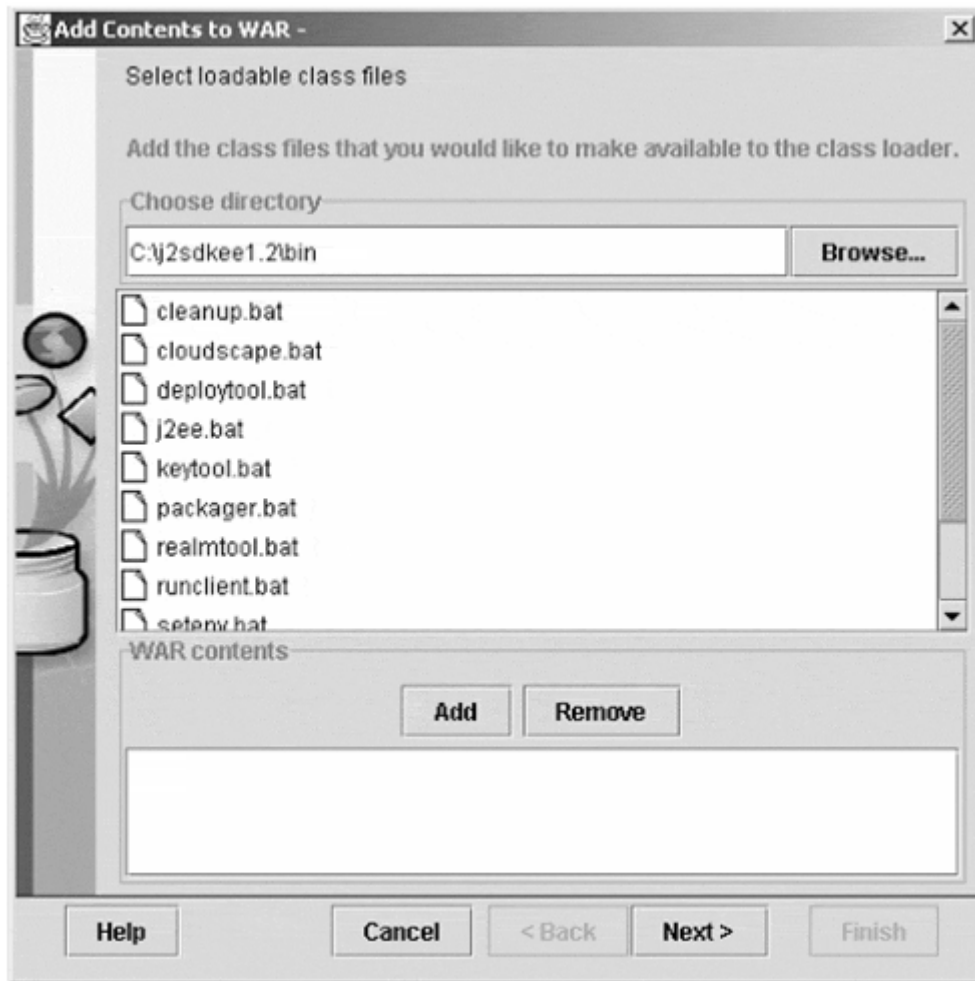 Add Contents to WAR -
Select loadable class files
Add the class files that you would like to make available to the class loader.
Choose directory
C:\j2sdkee1.2\bin
Browse...
cleanup.bat
cloudscape.bat
deploytool.bat
j2ee.bat
keytool.bat
packager.bat
realmtool.bat
runclient.bat
setenv.bat
WAR contents
Add Remove
Help Cancel < Back Next > Finish